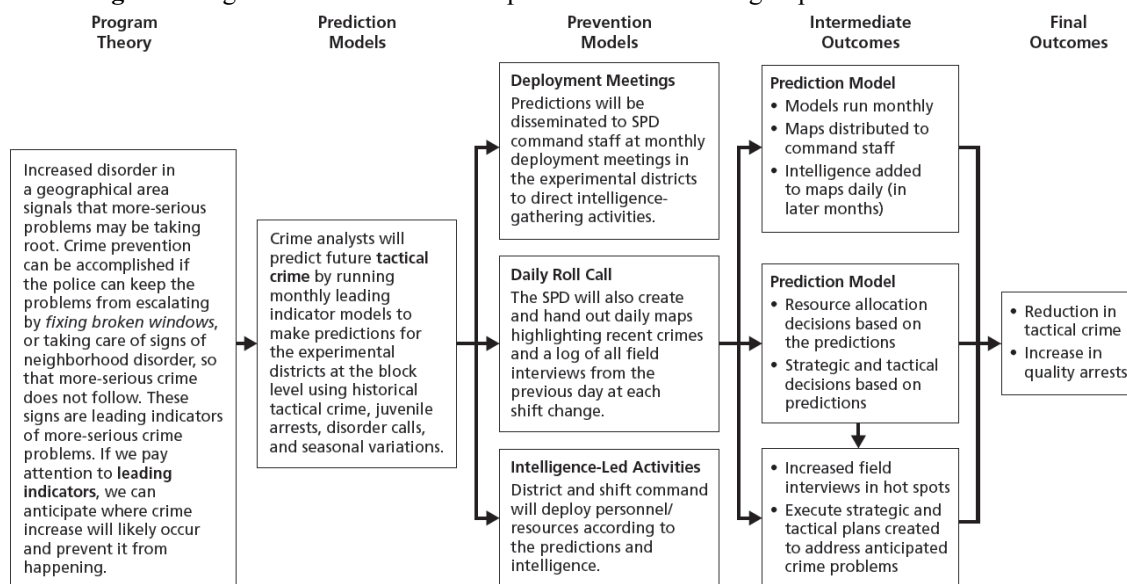 Program
Theory
Prediction
Models
Prevention
Models
Intermediate
Outcomes
Final
Outcomes
Increased disorder in
a geographical area
signals that more-serious
problems may be taking
root. Crime prevention
can be accomplished if
the police can keep the
problems from escalating
by fixing broken windows,
or taking care of signs of
neighborhood disorder, so
that more-serious crime
does not follow. These
signs are leading indicators
of more-serious crime
problems. If we pay
attention to leading
indicators, we can
anticipate where crime
increase will likely occur
and prevent it from
happening.
Crime analysts will
predict future tactical
crime by running
monthly leading
indicator models to
make predictions for
the experimental
districts at the block
level using historical
tactical crime, juvenile
arrests, disorder calls,
and seasonal variations.
Deployment Meetings
Predictions will be
disseminated to SPD
command staff at monthly
deployment meetings in
the experimental districts
to direct intelligence-
gathering activities.
Daily Roll Call
The SPD will also create
and hand out daily maps
highlighting recent crimes
and a log of all field
interviews from the
previous day at each
shift change.
Intelligence-Led Activities
District and shift command
will deploy personnel/
resources according to
the predictions and
intelligence.
Prediction Model
• Models run monthly
• Maps distributed to
command staff
• Intelligence added
to maps daily (in
later months)
Prediction Model
• Resource allocation
decisions based on
the predictions
• Strategic and tactical
decisions based on
predictions
• Increased field
interviews in hot spots
• Execute strategic and
tactical plans created
to address anticipated
crime problems
• Reduction in
tactical crime
• Increase in
quality arrests